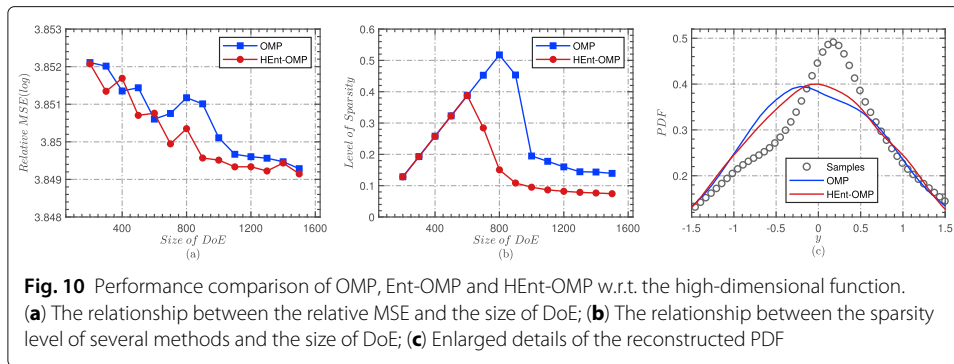 3.853
3.852
3.851
3.85
3.849
3.848
Relative MSE(log)
OMP
HEnt-OMP
400 800 1200 1600
Size of DoE
(a)
0.6
0.5
0.4
0.3
0.2
0.1
0
Level of Sparsity
OMP
HEnt-OMP
400 800 1200 1600
Size of DoE
(b)
0.5
0.4
0.3
0.2
PDF
Samples
OMP
HEnt-OMP
-1.5 -1 -0.5 0 0.5 1 1.5
y
(c)
Fig. 10 Performance comparison of OMP, Ent-OMP and HEnt-OMP w.r.t. the high-dimensional function.
(a) The relationship between the relative MSE and the size of DoE; (b) The relationship between the sparsity
level of several methods and the size of DoE; (c) Enlarged details of the reconstructed PDF